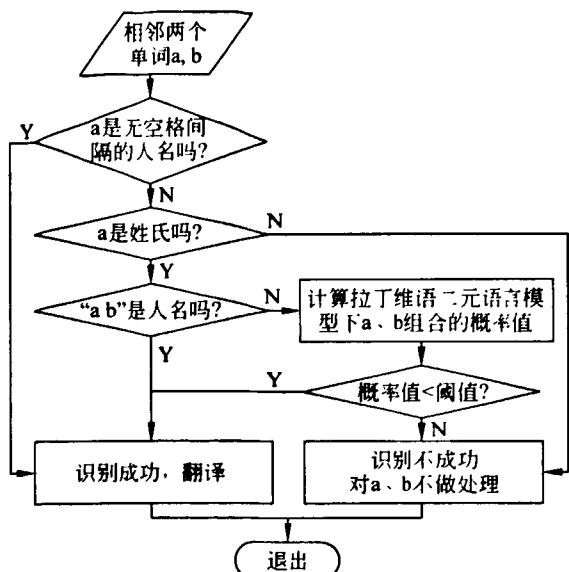 相邻两个
单词a, b
Y
a是无空格间
隔的人名吗?
N
a是姓氏吗?
N
Y
“a b”是人名吗?
N
计算拉丁维语二元语言模
型下a、b组合的概率值
Y
Y
概率值<阈值?
N
识别成功，翻译
识别不成功
对a、b不做处理
退出